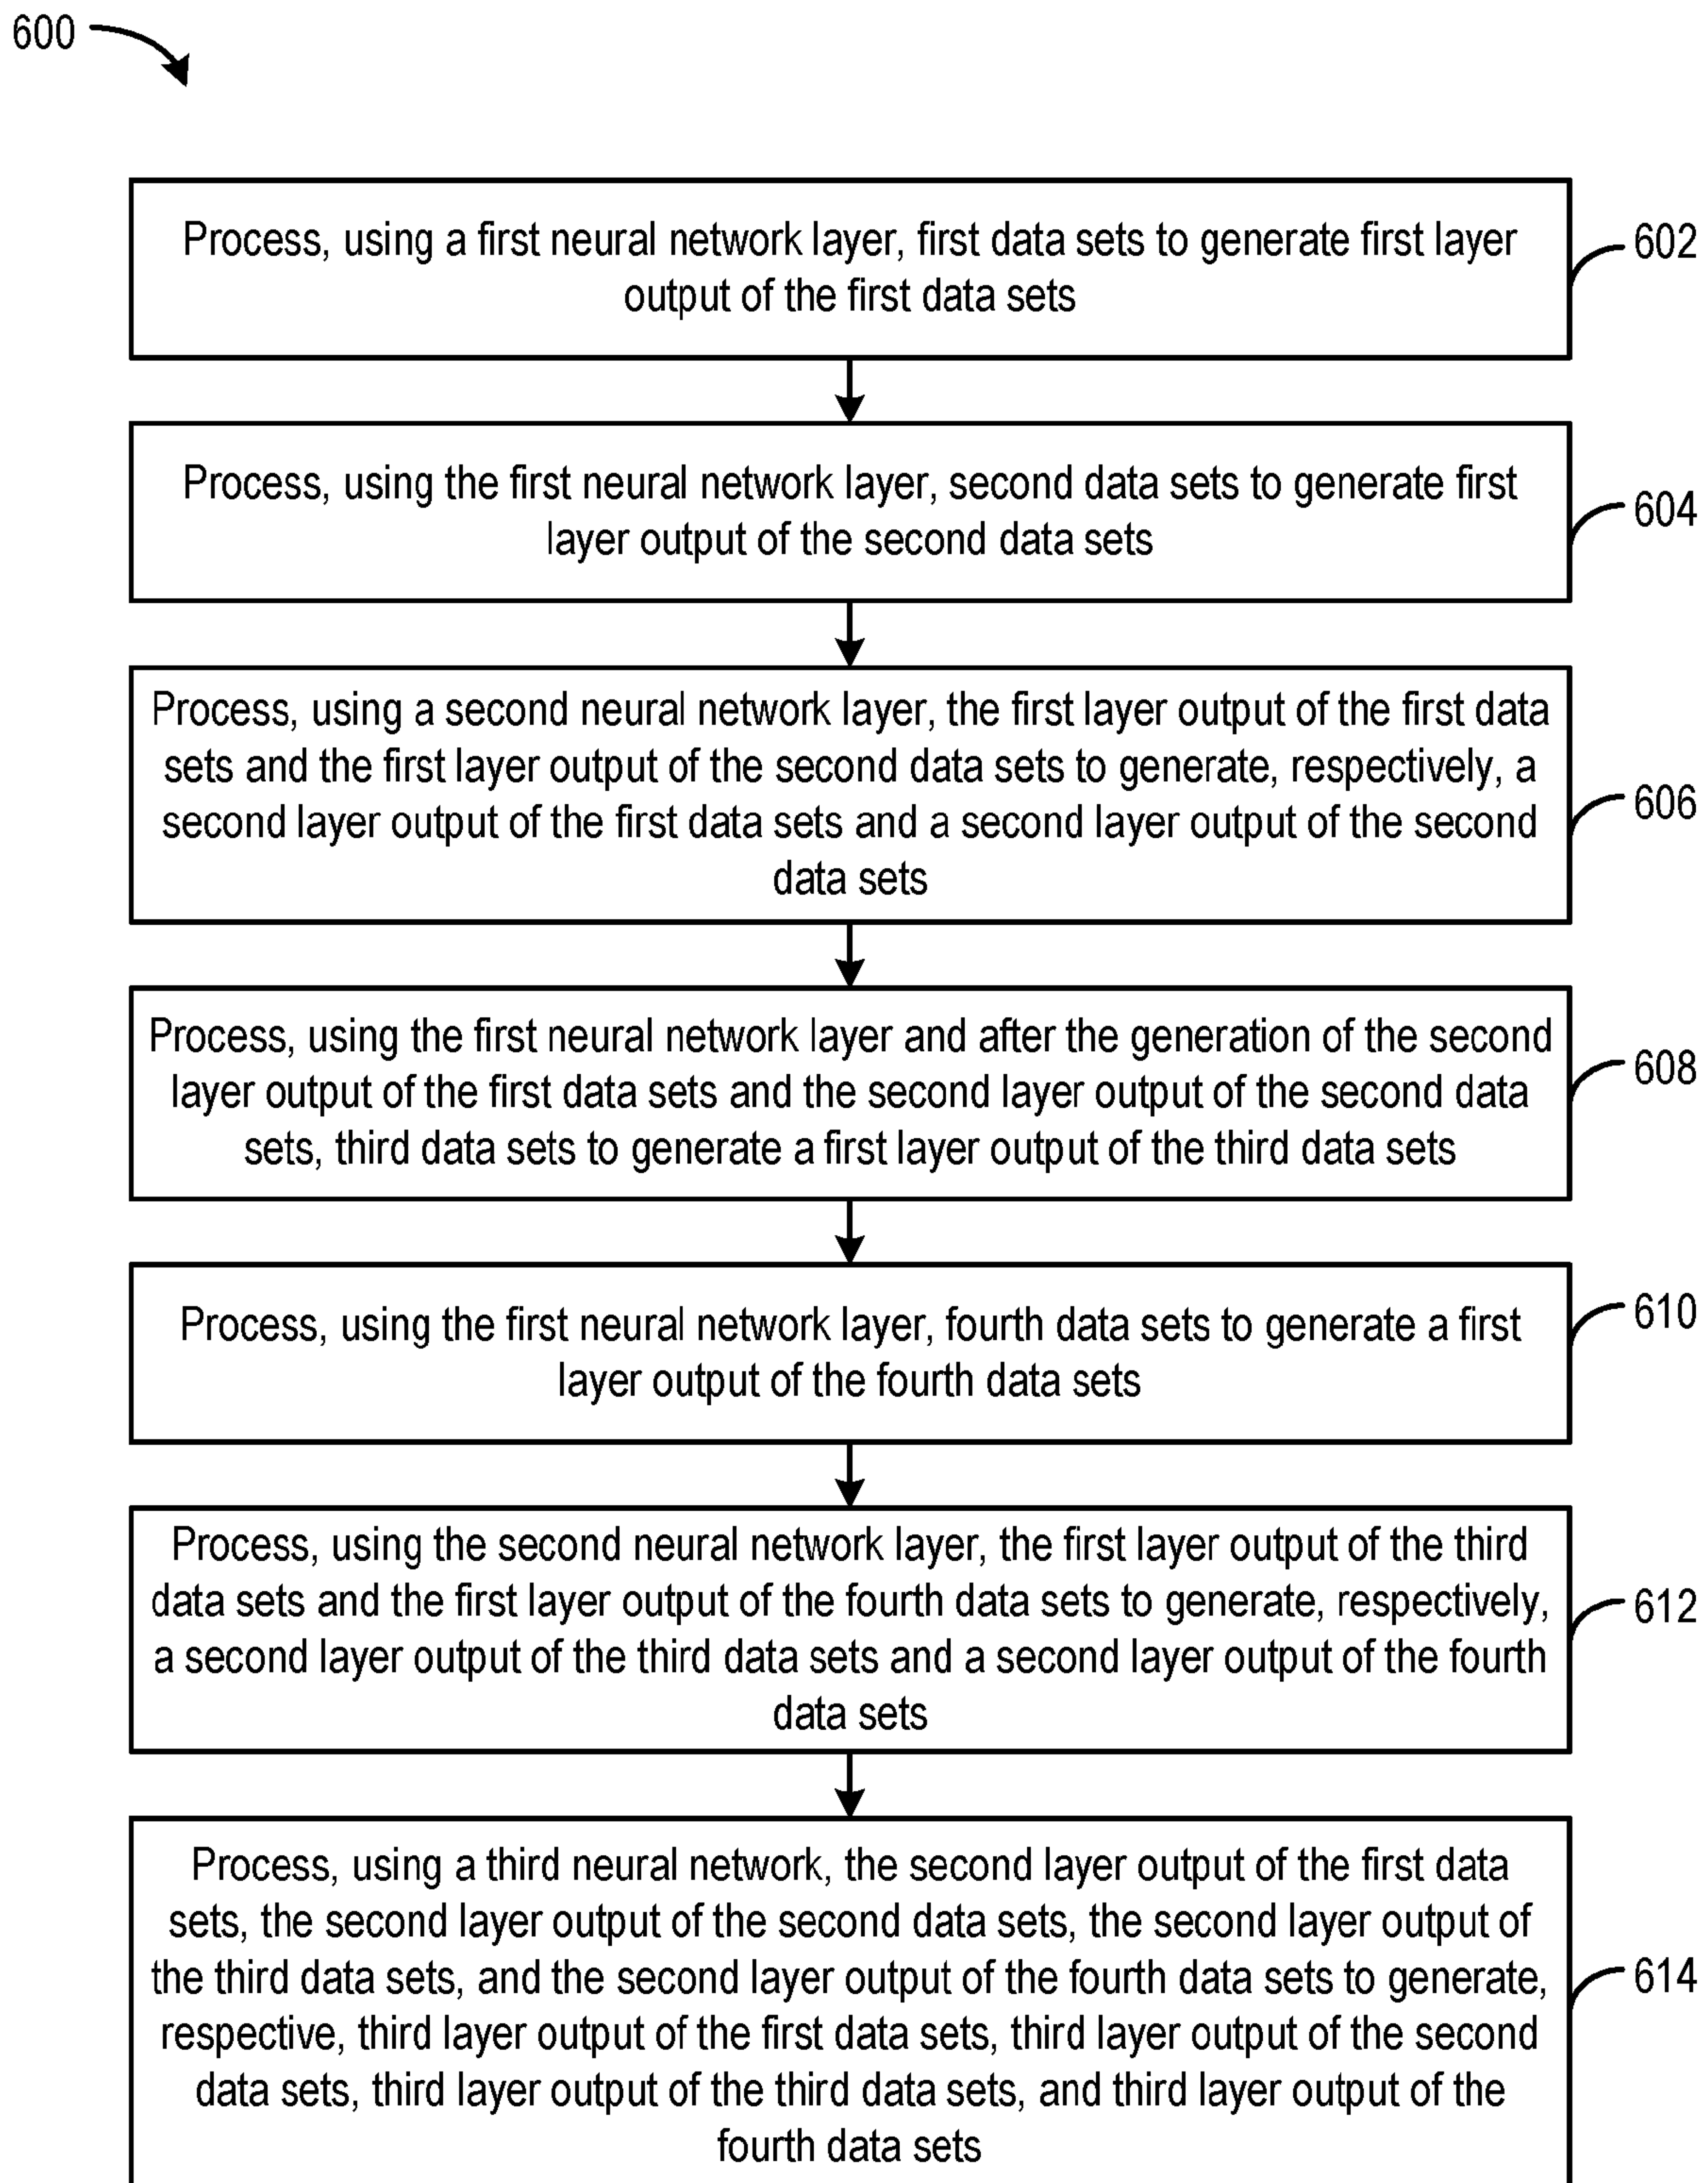 600
Process, using a first neural network layer, first data sets to generate first layer
output of the first data sets
602
Process, using the first neural network layer, second data sets to generate first
layer output of the second data sets
604
Process, using a second neural network layer, the first layer output of the first data
sets and the first layer output of the second data sets to generate, respectively, a
second layer output of the first data sets and a second layer output of the second
data sets
606
Process, using the first neural network layer and after the generation of the second
layer output of the first data sets and the second layer output of the second data
sets, third data sets to generate a first layer output of the third data sets
608
Process, using the first neural network layer, fourth data sets to generate a first
layer output of the fourth data sets
610
Process, using the second neural network layer, the first layer output of the third
data sets and the first layer output of the fourth data sets to generate, respectively,
a second layer output of the third data sets and a second layer output of the fourth
data sets
612
Process, using a third neural network, the second layer output of the first data
sets, the second layer output of the second data sets, the second layer output of
the third data sets, and the second layer output of the fourth data sets to generate,
respective, third layer output of the first data sets, third layer output of the second
data sets, third layer output of the third data sets, and third layer output of the
fourth data sets
614